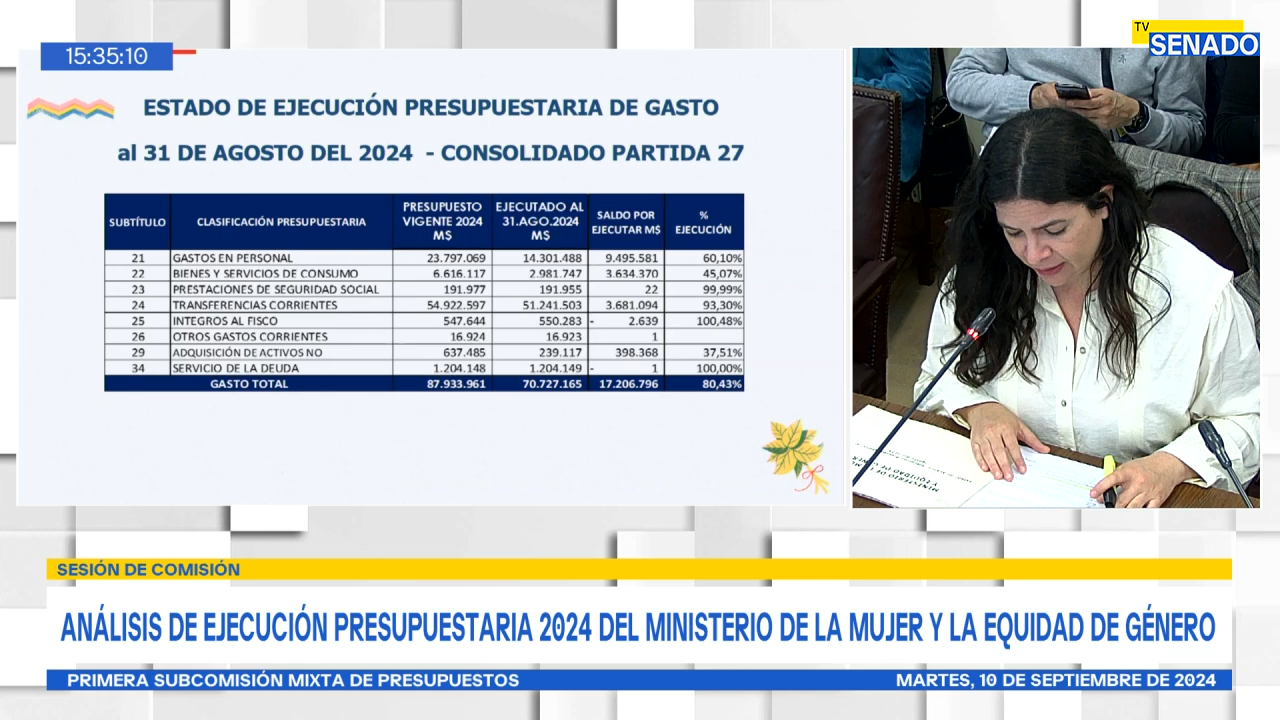 TV
SENADO
15:35:10
ESTADO DE EJECUCIÓN PRESUPUESTARIA DE GASTO
al 31 DE AGOSTO DEL 2024 - CONSOLIDADO PARTIDA 27
SUBTÍTULO CLASIFICACIÓN PRESUPUESTARIA PRESUPUESTO VIGENTE 2024 M$ EJECUTADO AL 31.AGO.2024 M$ SALDO POR EJECUTAR M$ % EJECUCIÓN
21 GASTOS EN PERSONAL 23.797.069 14.301.488 9.495.581 60,10%
22 BIENES Y SERVICIOS DE CONSUMO 6.616.117 2.981.747 3.634.370 45,07%
23 PRESTACIONES DE SEGURIDAD SOCIAL 191.977 191.955 22 99,99%
24 TRANSFERENCIAS CORRIENTES 54.922.597 51.241.503 3.681.094 93,30%
25 INTEGROS AL FISCO 547.644 550.283 - 2.639 100,48%
26 OTROS GASTOS CORRIENTES 16.924 16.923 1
29 ADQUISICIÓN DE ACTIVOS NO 637.485 239.117 398.368 37,51%
34 SERVICIO DE LA DEUDA 1.204.148 1.204.149 - 1 100,00%
GASTO TOTAL 87.933.961 70.727.165 17.206.796 80,43%
SESIÓN DE COMISIÓN
ANÁLISIS DE EJECUCIÓN PRESUPUESTARIA 2024 DEL MINISTERIO DE LA MUJER Y LA EQUIDAD DE GÉNERO
PRIMERA SUBCOMISIÓN MIXTA DE PRESUPUESTOS
MARTES, 10 DE SEPTIEMBRE DE 2024